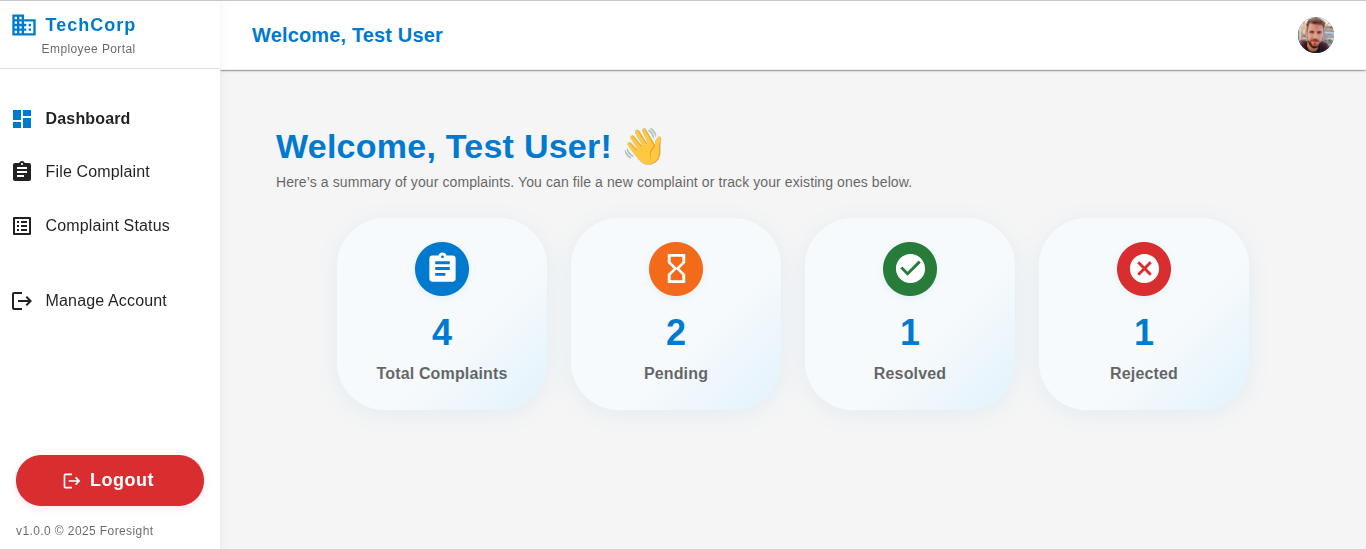 TechCorp
Employee Portal
Welcome, Test User
Dashboard
File Complaint
Complaint Status
Manage Account
Logout
v1.0.0 © 2025 Foresight
Welcome, Test User! 👋
Here’s a summary of your complaints. You can file a new complaint or track your existing ones below.
4
Total Complaints
2
Pending
1
Resolved
1
Rejected